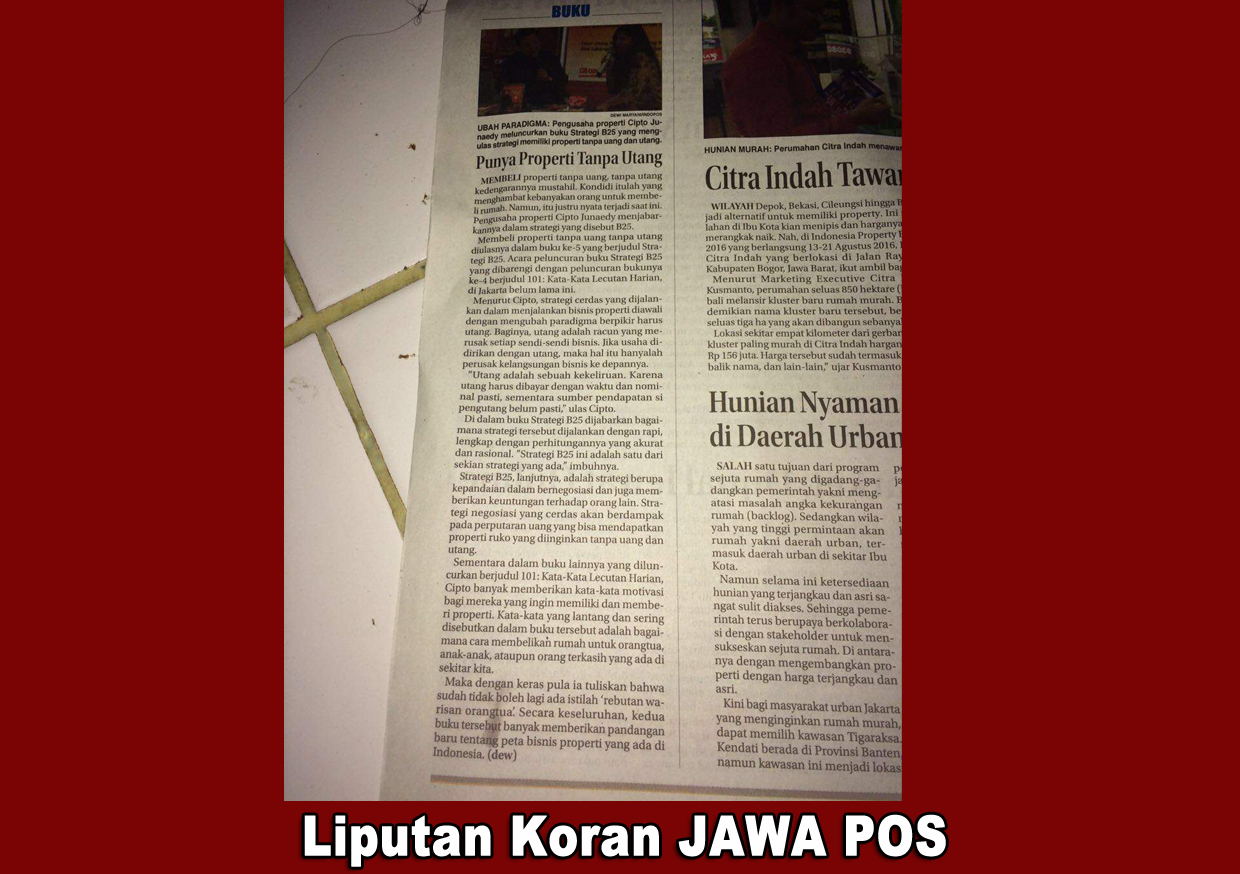 BUKU
DEWI MARYANI/INDOPOS
UBAH PARADIGMA: Pengusaha properti Cipto Ju-
naedy meluncurkan buku Strategi B25 yang meng-
ulas strategi memiliki properti tanpa uang dan utang.
Punya Properti Tanpa Utang
MEMBELI properti tanpa uang, tanpa utang
kedengarannya mustahil. Kondidi itulah yang
menghambat kebanyakan orang untuk membe-
li rumah. Namun, itu justru nyata terjadi saat ini.
Pengusaha properti Cipto Junaedy menjabar-
kannya dalam strategi yang disebut B25.
Membeli properti tanpa uang tanpa utang
diulasnya dalam buku ke-5 yang berjudul Stra-
tegi B25. Acara peluncuran buku Strategi B25
yang dibarengi dengan peluncuran bukunya
ke-4 berjudul 101: Kata-Kata Lecutan Harian,
di Jakarta belum lama ini.
Menurut Cipto, strategi cerdas yang dijalan-
kan dalam menjalankan bisnis properti diawali
dengan mengubah paradigma berpikir harus
utang. Baginya, utang adalah racun yang me-
rusak setiap sendi-sendi bisnis. Jika usaha di-
dirikan dengan utang, maka hal itu hanyalah
perusak kelangsungan bisnis ke depannya.
"Utang adalah sebuah kekeliruan. Karena
utang harus dibayar dengan waktu dan nomi-
nal pasti, sementara sumber pendapatan si
pengutang belum pasti," ulas Cipto.
Di dalam buku Strategi B25 dijabarkan bagai-
mana strategi tersebut dijalankan dengan rapi,
lengkap dengan perhitungannya yang akurat
dan rasional. "Strategi B25 ini adalah satu dari
sekian strategi yang ada," imbuhnya.
Strategi B25, lanjutnya, adalah strategi berupa
kepandaian dalam bernegosiasi dan juga mem-
berikan keuntungan terhadap orang lain. Stra-
tegi negosiasi yang cerdas akan berdampak
pada perputaran uang yang bisa mendapatkan
properti ruko yang diinginkan tanpa uang dan
utang.
Sementara dalam buku lainnya yang dilun-
curkan berjudul 101: Kata-Kata Lecutan Harian,
Cipto banyak memberikan kata-kata motivasi
bagi mereka yang ingin memiliki dan membe-
ri properti. Kata-kata yang lantang dan sering
disebutkan dalam buku tersebut adalah bagai-
mana cara membelikan rumah untuk orangtua,
anak-anak, ataupun orang terkasih yang ada di
sekitar kita.
Maka dengan keras pula ia tuliskan bahwa
sudah tidak boleh lagi ada istilah 'rebutan wa-
risan orangtua'. Secara keseluruhan, kedua
buku tersebut banyak memberikan pandangan
baru tentang peta bisnis properti yang ada di
Indonesia. (dew)
HUNIAN MURAH: Perumahan Citra Indah menawar
Citra Indah Tawar
WILAYAH Depok, Bekasi, Cileungsi hingga B
jadi alternatif untuk memiliki property. Ini
lahan di Ibu Kota kian menipis dan harganya
merangkak naik. Nah, di Indonesia Property E
2016 yang berlangsung 13-21 Agustus 2016,
Citra Indah yang berlokasi di Jalan Ray
Kabupaten Bogor, Jawa Barat, ikut ambil bag
Menurut Marketing Executive Citra
Kusmanto, perumahan seluas 850 hektare (
bali melansir kluster baru rumah murah. B
demikian nama kluster baru tersebut, be
seluas tiga ha yang akan dibangun sebanyak
Lokasi sekitar empat kilometer dari gerban
kluster paling murah di Citra Indah hargan
Rp 156 juta. Harga tersebut sudah termasuk
balik nama, dan lain-lain," ujar Kusmanto
Hunian Nyaman
di Daerah Urban
SALAH satu tujuan dari program
sejuta rumah yang digadang-ga-
dangkan pemerintah yakni meng-
atasi masalah angka kekurangan
rumah (backlog). Sedangkan wila-
yah yang tinggi permintaan akan
rumah yakni daerah urban, ter-
masuk daerah urban di sekitar Ibu
Kota.
Namun selama ini ketersediaan
hunian yang terjangkau dan asri sa-
ngat sulit diakses. Sehingga peme-
rintah terus berupaya berkolabora-
si dengan stakeholder untuk men-
sukseskan sejuta rumah. Di antara-
nya dengan mengembangkan pro-
perti dengan harga terjangkau dan
asri.
Kini bagi masyarakat urban Jakarta
yang menginginkan rumah murah,
dapat memilih kawasan Tigaraksa.
Kendati berada di Provinsi Banten,
namun kawasan ini menjadi lokas
Liputan Koran JAWA POS